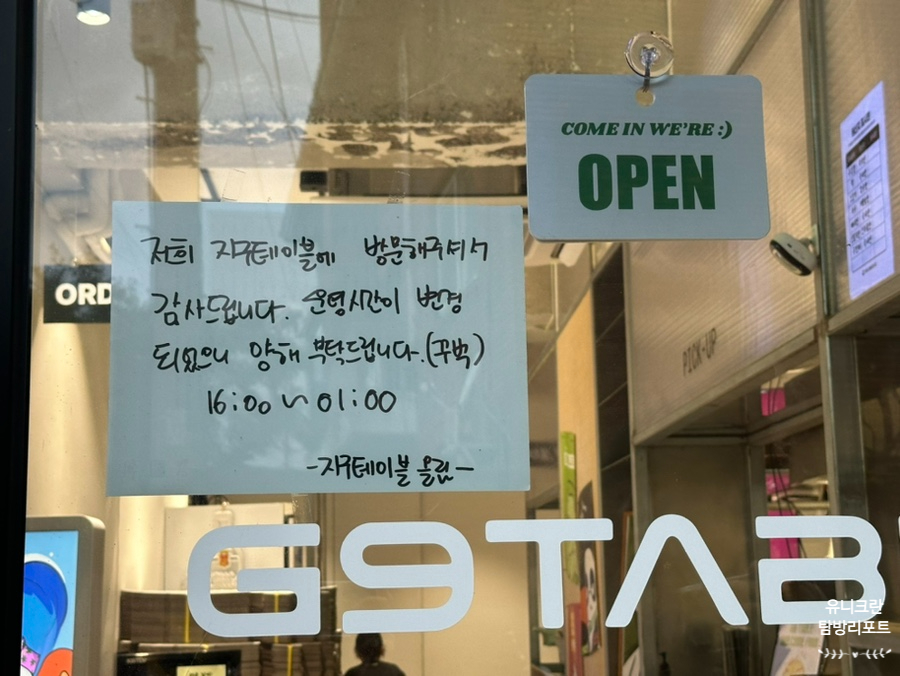 COME IN WE'RE :)
OPEN
저희 지구테이블에 방문해주셔서
감사드립니다. 운영시간이 변경
되었으니 양해 부탁드립니다.(꾸벅)
16:00 ~ 01:00
-지구테이블 올림-
ORD
PICK-UP
G9TAB
유니크란
탐방리포트